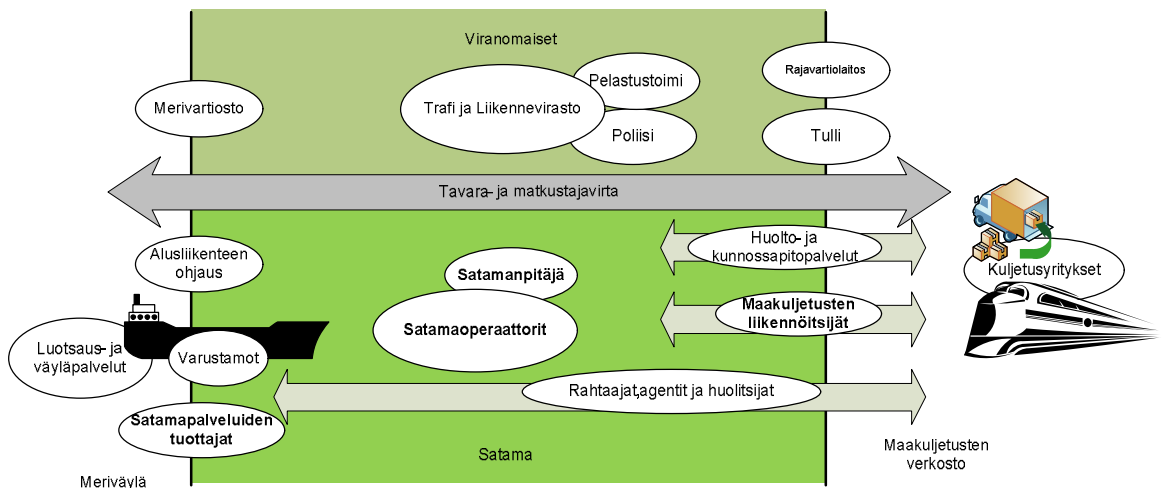 Viranomaiset
Pelastustoimi
Rajavartiolaitos
Merivartiosto
Trafi ja Liikennevirasto
Poliisi
Tulli
Tavara- ja matkustajavirta
Alusliikenteen
ohjaus
Huolto- ja
kunnossapitopalvelut
Kuljetusyritykset
Satamanpitäjä
Satamaoperaattorit
Maakuljetusten
liikennöitsijät
Luotsaus- ja
väyläpalvelut
Varustamot
Rahtaajat,agentit ja huolitsijat
Satamapalveluiden
tuottajat
Satama
Maakuljetusten
verkosto
Meriväylä